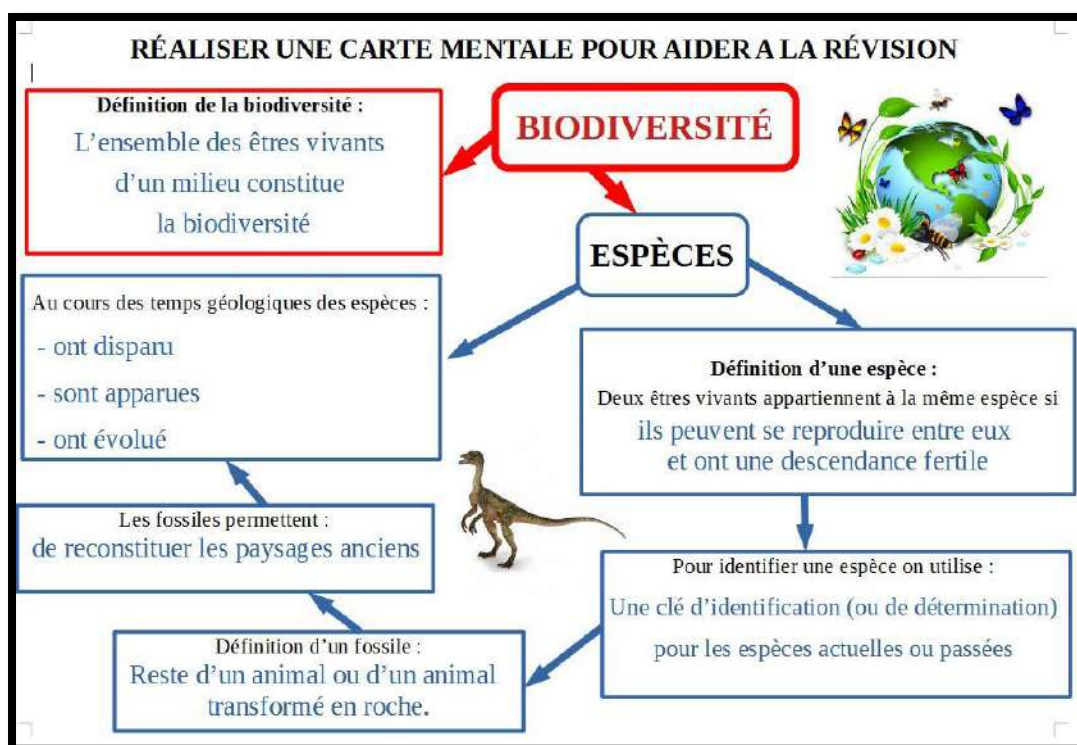 RÉALISER UNE CARTE MENTALE POUR AIDER A LA RÉVISION
Définition de la biodiversité :
L'ensemble des êtres vivants
d'un milieu constitue
la biodiversité
BIODIVERSITÉ
ESPÈCES
Au cours des temps géologiques des espèces :
- ont disparu
- sont apparues
- ont évolué
Définition d'une espèce :
Deux êtres vivants appartiennent à la même espèce si
ils peuvent se reproduire entre eux
et ont une descendance fertile
Les fossiles permettent :
de reconstituer les paysages anciens
Pour identifier une espèce on utilise :
Une clé d'identification (ou de détermination)
pour les espèces actuelles ou passées
Définition d'un fossile :
Reste d'un animal ou d'un animal
transformé en roche.